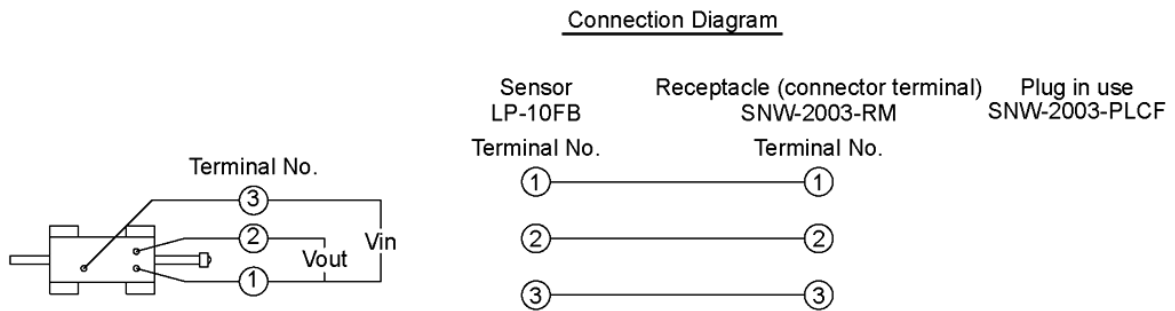 Connection Diagram
Sensor
LP-10FB
Receptacle (connector terminal)
SNW-2003-RM
Plug in use
SNW-2003-PLCF
Terminal No.
3
2
1
Vout
Vin
Terminal No.
Terminal No.
1 1
2 2
3 3